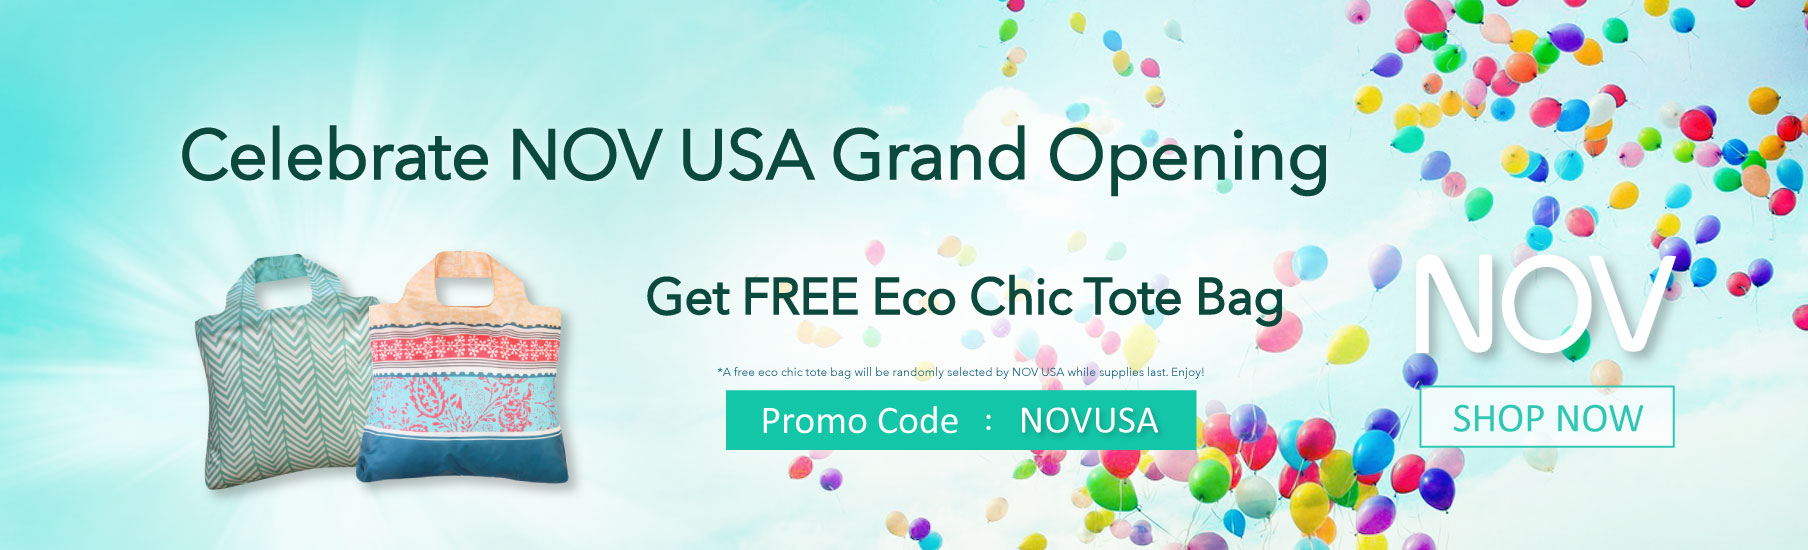 Celebrate NOV USA Grand Opening
Get FREE Eco Chic Tote Bag
*A free eco chic tote bag will be randomly selected by NOV USA while supplies last. Enjoy!
Promo Code : NOVUSA
NOV
SHOP NOW